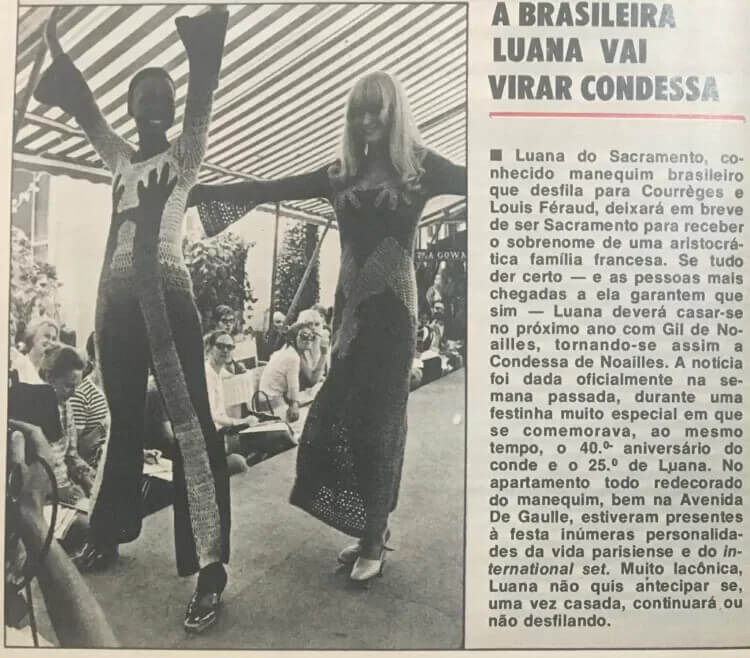 A BRASILEIRA
LUANA VAI
VIRAR CONDESSA
■ Luana do Sacramento, co-
nhecido manequim brasileiro
que desfila para Courrèges e
Louis Féraud, deixará em breve
de ser Sacramento para receber
o sobrenome de uma aristocrá-
tica família francesa. Se tudo
der certo — e as pessoas mais
chegadas a ela garantem que
sim — Luana deverá casar-se
no próximo ano com Gil de No-
ailles, tornando-se assim a
Condessa de Noailles. A notícia
foi dada oficialmente na se-
mana passada, durante uma
festinha muito especial em que
se comemorava, ao mesmo
tempo, o 40.º aniversário do
conde e o 25.º de Luana. No
apartamento todo redecorado
do manequim, bem na Avenida
De Gaulle, estiveram presentes
à festa inúmeras personalida-
des da vida parisiense e do in-
ternational set. Muito lacônica,
Luana não quis antecipar se,
uma vez casada, continuará ou
não desfilando.